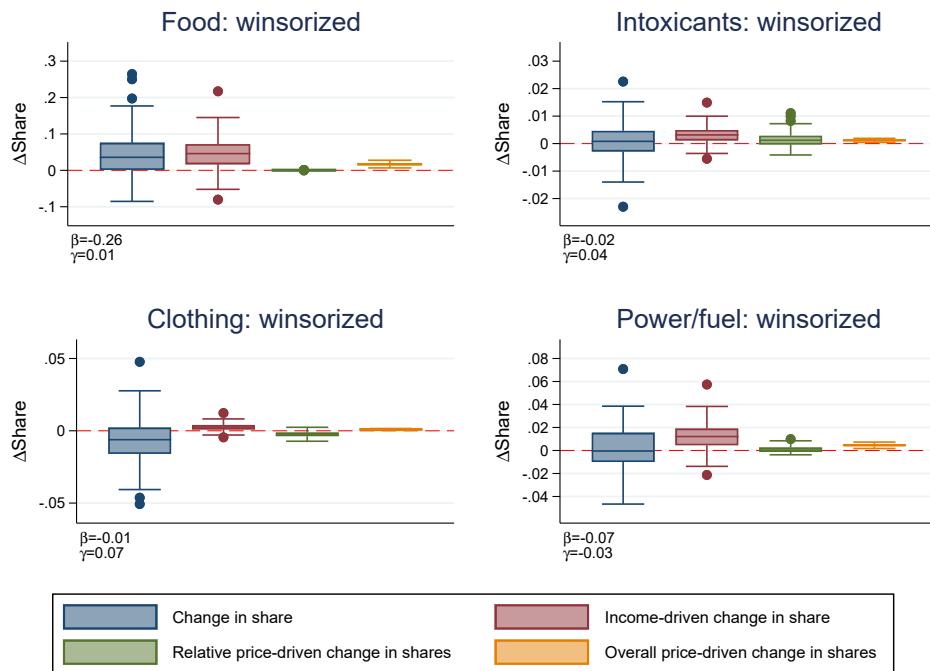 Food: winsorized
ΔShare
.3
.2
.1
0
-.1
β=-0.26
γ=0.01
Intoxicants: winsorized
ΔShare
.03
.02
.01
0
-.01
-.02
β=-0.02
γ=0.04
Clothing: winsorized
ΔShare
.05
0
-.05
β=-0.01
γ=0.07
Power/fuel: winsorized
ΔShare
.08
.06
.04
.02
0
-.02
-.04
β=-0.07
γ=-0.03
Change in share
Income-driven change in share
Relative price-driven change in shares
Overall price-driven change in shares